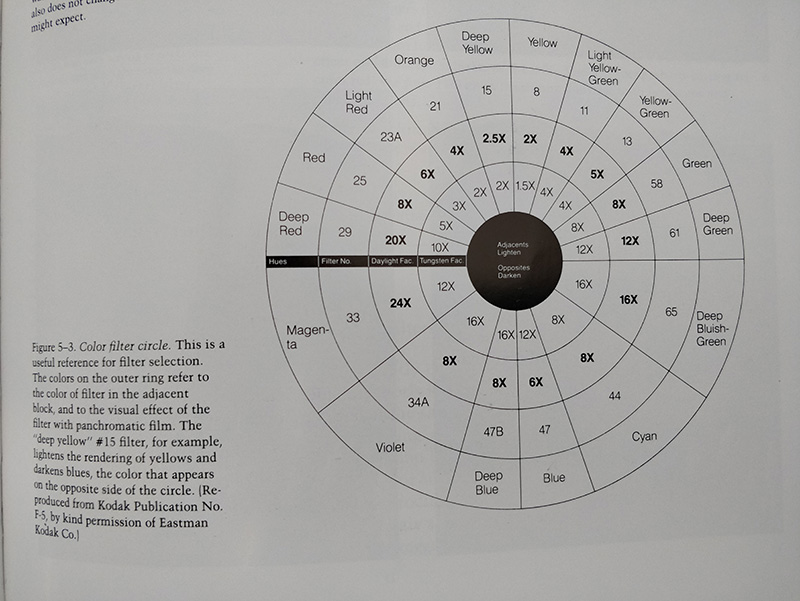 also does not chang
might expect.
Orange
Deep
Yellow
Yellow
Light
Yellow-
Green
Yellow-
Green
Green
Deep
Green
Deep
Bluish-
Green
Cyan
Blue
Deep
Blue
Violet
Magen-
ta
Deep
Red
Red
Light
Red
21
15
8
11
13
58
61
65
44
47
47B
34A
33
29
25
23A
4X
2.5X
2X
4X
5X
8X
12X
16X
8X
6X
8X
8X
24X
20X
8X
6X
2X
2X
1.5X
4X
4X
8X
12X
16X
8X
12X
16X
16X
12X
10X
5X
3X
Hues
Filter No.
Daylight Fac.
Tungsten Fac.
Adjacents
Lighten
Opposites
Darken
Figure 5–3. Color filter circle. This is a
useful reference for filter selection.
The colors on the outer ring refer to
the color of filter in the adjacent
block, and to the visual effect of the
filter with panchromatic film. The
"deep yellow" #15 filter, for example,
lightens the rendering of yellows and
darkens blues, the color that appears
on the opposite side of the circle. (Re-
produced from Kodak Publication No.
F-5, by kind permission of Eastman
Kodak Co.)